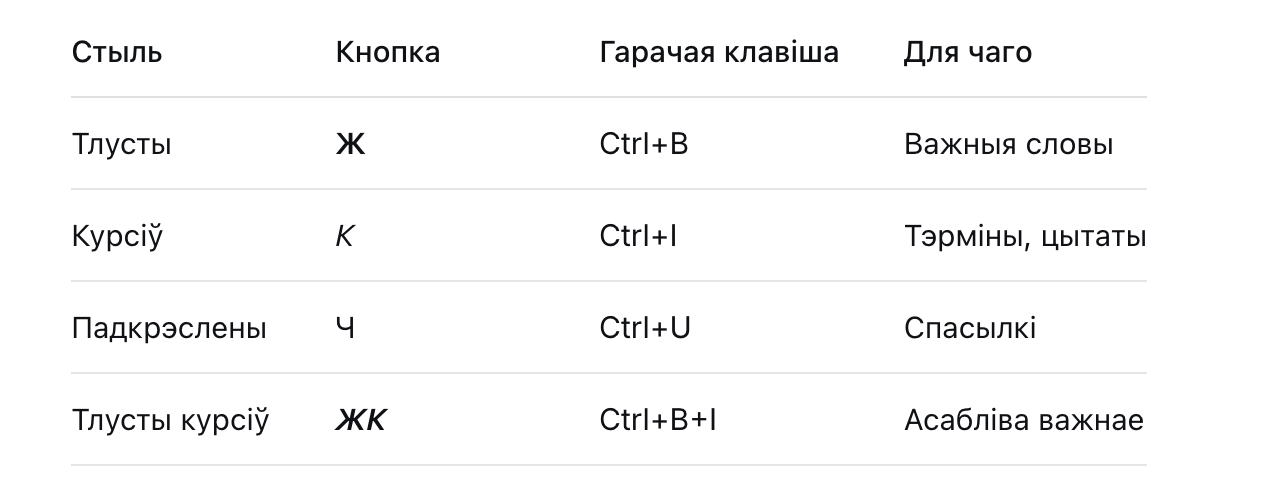 Стыль Кнопка Гарачая клавіша Для чаго
Тлусты Ж Ctrl+B Важныя словы
Курсіў К Ctrl+I Тэрміны, цытаты
Падкрэслены Ч Ctrl+U Спасылкі
Тлусты курсіў ЖК Ctrl+B+I Асабліва важнае